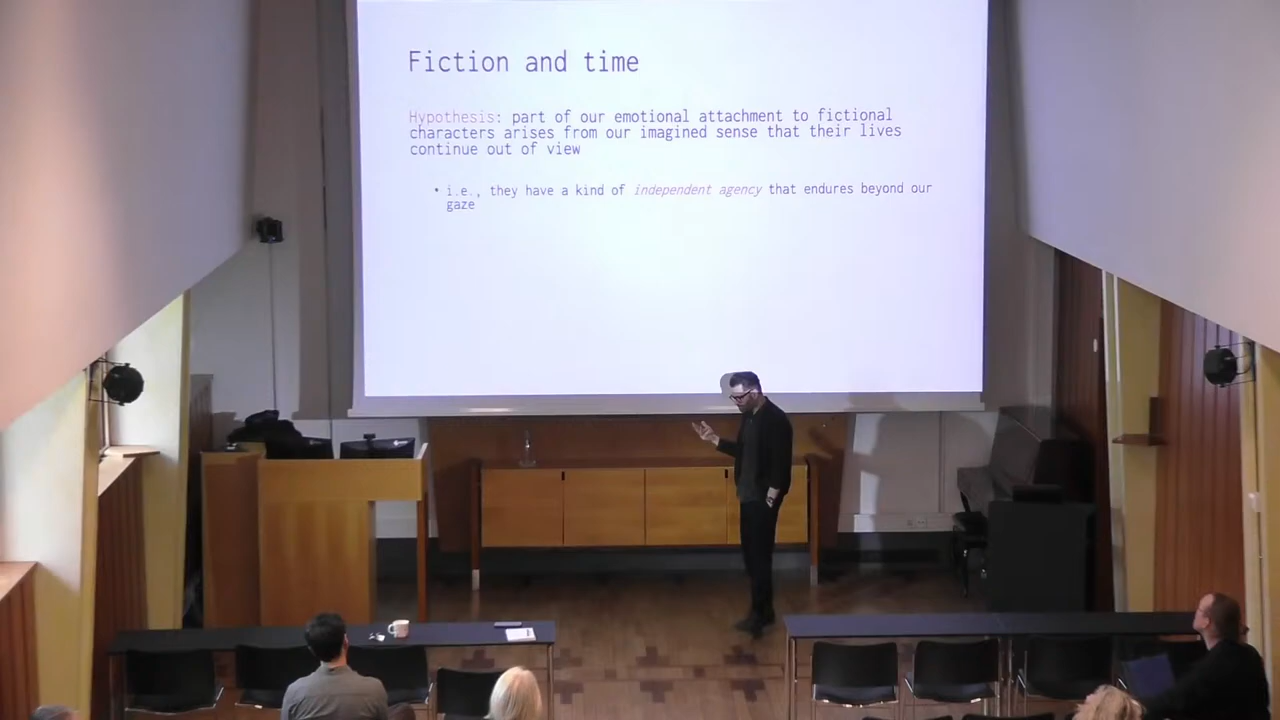 Fiction and time
Hypothesis: part of our emotional attachment to fictional
characters arises from our imagined sense that their lives
continue out of view
• i.e., they have a kind of independent agency that endures beyond our
gaze